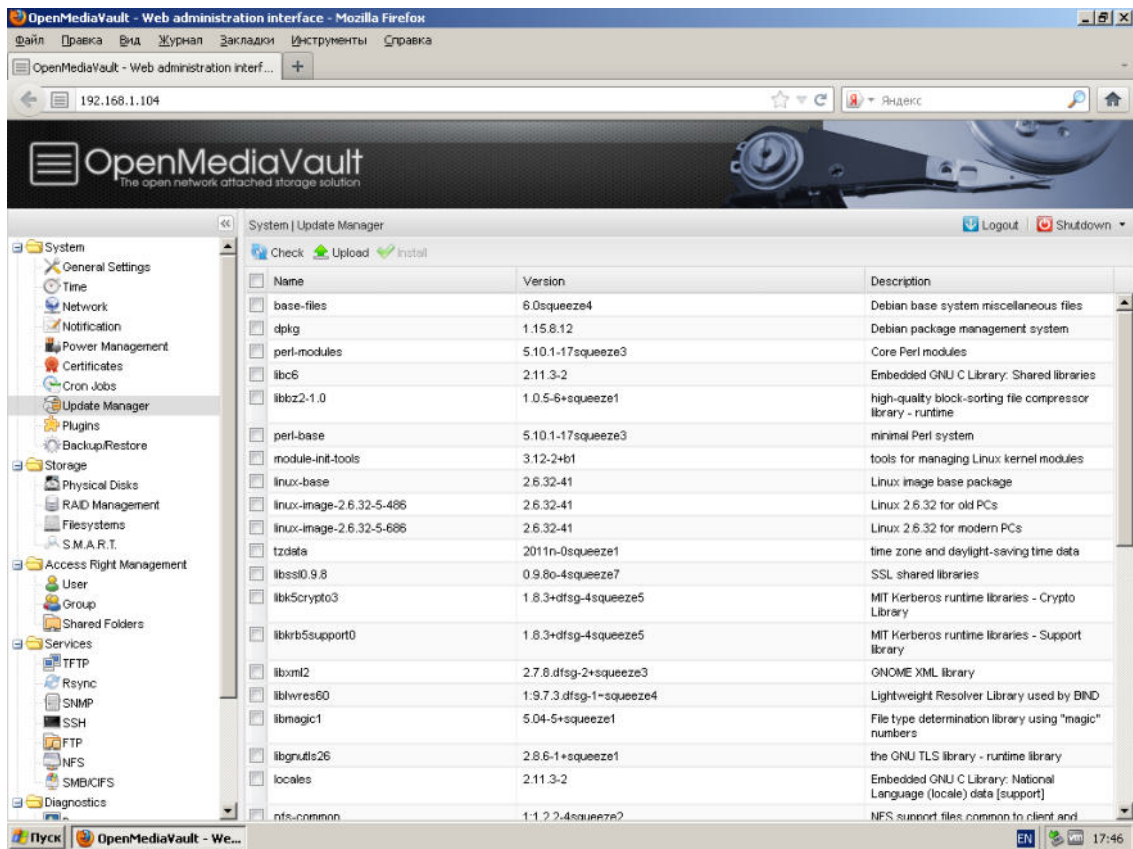 OpenMediaVault - Web administration interface - Mozilla Firefox
Файл Правка Вид Журнал Закладки Инструменты Справка
OpenMediaVault - Web administration interf... +
192.168.1.104 Яндекс
OpenMediaVault
The open network attached storage solution
System | Update Manager Logout Shutdown
Check Upload Install
System
General Settings
Time
Network
Notification
Power Management
Certificates
Cron Jobs
Update Manager
Plugins
Backup/Restore
Storage
Physical Disks
RAID Management
Filesystems
S.M.A.R.T.
Access Right Management
User
Group
Shared Folders
Services
TFTP
Rsync
SNMP
SSH
FTP
NFS
SMB/CIFS
Diagnostics
Name Version Description
base-files 6.0squeeze4 Debian base system miscellaneous files
dpkg 1.15.8.12 Debian package management system
perl-modules 5.10.1-17squeeze3 Core Perl modules
libc6 2.11.3-2 Embedded GNU C Library: Shared libraries
libbz2-1.0 1.0.5-6+squeeze1 high-quality block-sorting file compressor
library - runtime
perl-base 5.10.1-17squeeze3 minimal Perl system
module-init-tools 3.12-2+b1 tools for managing Linux kernel modules
linux-base 2.6.32-41 Linux image base package
linux-image-2.6.32-5-486 2.6.32-41 Linux 2.6.32 for old PCs
linux-image-2.6.32-5-686 2.6.32-41 Linux 2.6.32 for modern PCs
tzdata 2011n-0squeeze1 time zone and daylight-saving time data
libssl0.9.8 0.9.8o-4squeeze7 SSL shared libraries
libk5crypto3 1.8.3+dfsg-4squeeze5 MIT Kerberos runtime libraries - Crypto
Library
libkrb5support0 1.8.3+dfsg-4squeeze5 MIT Kerberos runtime libraries - Support
library
libxml2 2.7.8.dfsg-2+squeeze3 GNOME XML library
liblwres60 1:9.7.3.dfsg-1~squeeze4 Lightweight Resolver Library used by BIND
libmagic1 5.04-5+squeeze1 File type determination library using "magic"
numbers
libgnutls26 2.8.6-1+squeeze1 the GNU TLS library - runtime library
locales 2.11.3-2 Embedded GNU C Library: National
Language (locale) data [support]
nfs-common 1:1.2.2-4squeeze2 NFS support files common to client and
Пуск OpenMediaVault - We... EN 17:46